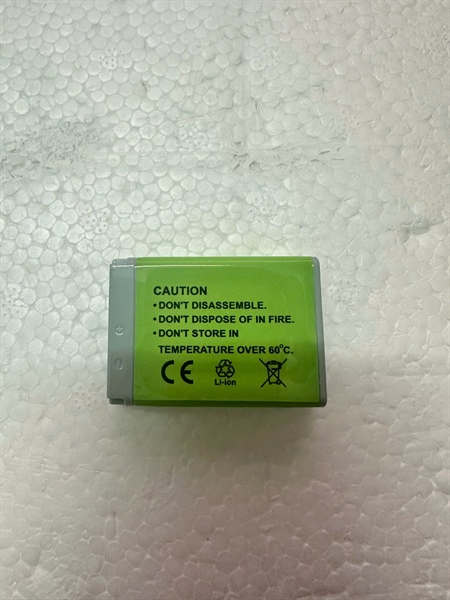 CAUTION
•DON'T DISASSEMBLE.
•DON'T DISPOSE OF IN FIRE.
•DON'T STORE IN
TEMPERATURE OVER 60°C.
CE
Li-ion